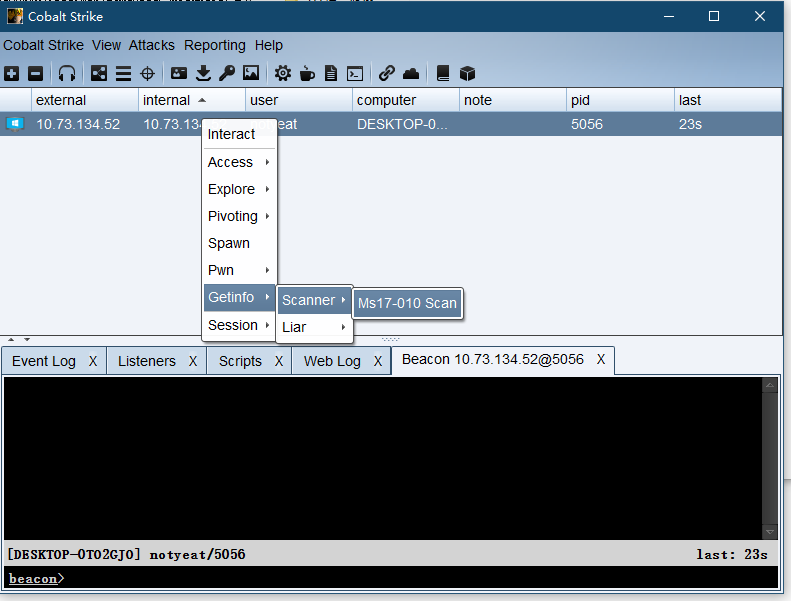 Cobalt Strike
Cobalt Strike View Attacks Reporting Help
external internal user computer note pid last
10.73.134.52 10.73.13 eat DESKTOP-0... 5056 23s
Interact
Access
Explore
Pivoting
Spawn
Pwn
Getinfo Scanner Ms17-010 Scan
Session Liar
Event Log X Listeners X Scripts X Web Log X Beacon 10.73.134.52@5056 X
[DESKTOP-0TO2GJO] notyeat/5056 last: 23s
beacon>